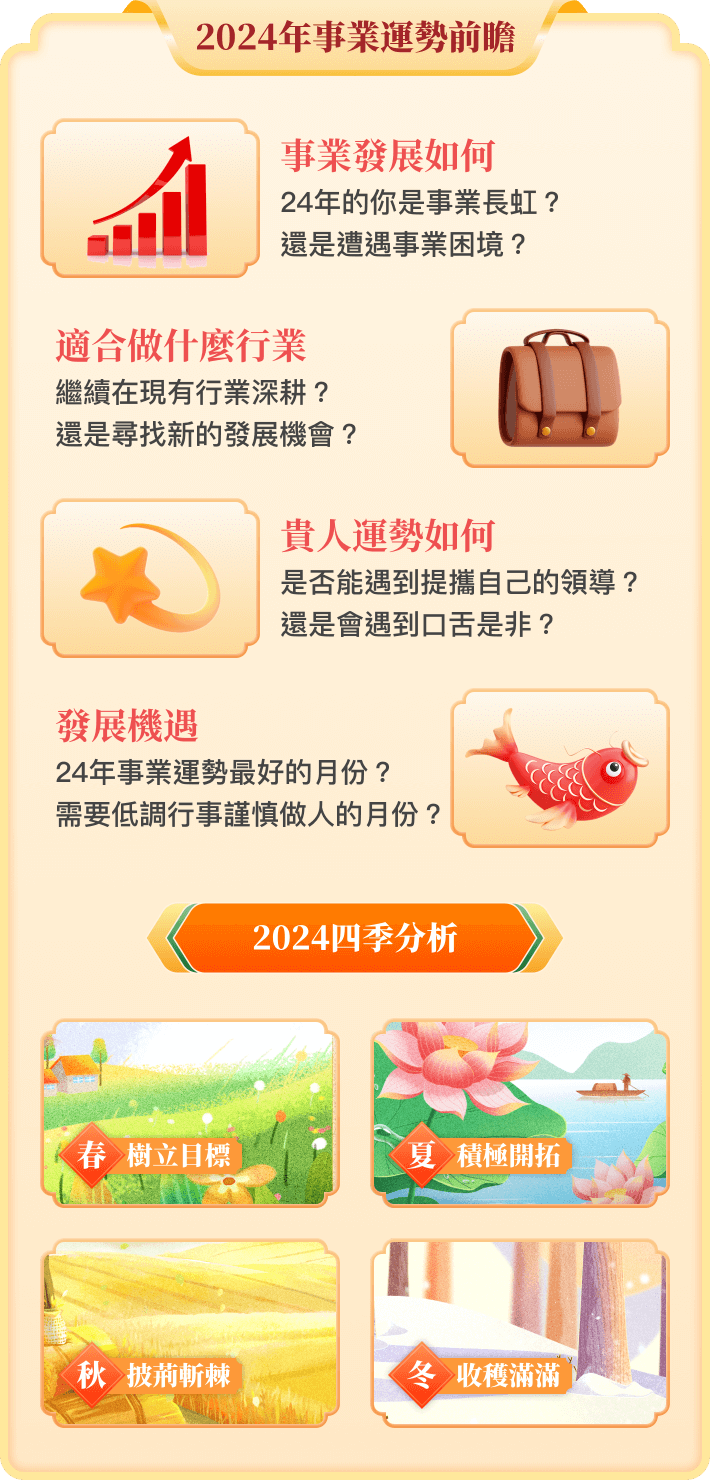 2024年事業運勢前瞻
事業發展如何
24年的你是事業長虹？
還是遭遇事業困境？
適合做什麼行業
繼續在現有行業深耕？
還是尋找新的發展機會？
貴人運勢如何
是否能遇到提攜自己的領導？
還是會遇到口舌是非？
發展機遇
24年事業運勢最好的月份？
需要低調行事謹慎做人的月份？
2024四季分析
春 樹立目標
夏 積極開拓
秋 披荊斬棘
冬 收穫滿滿